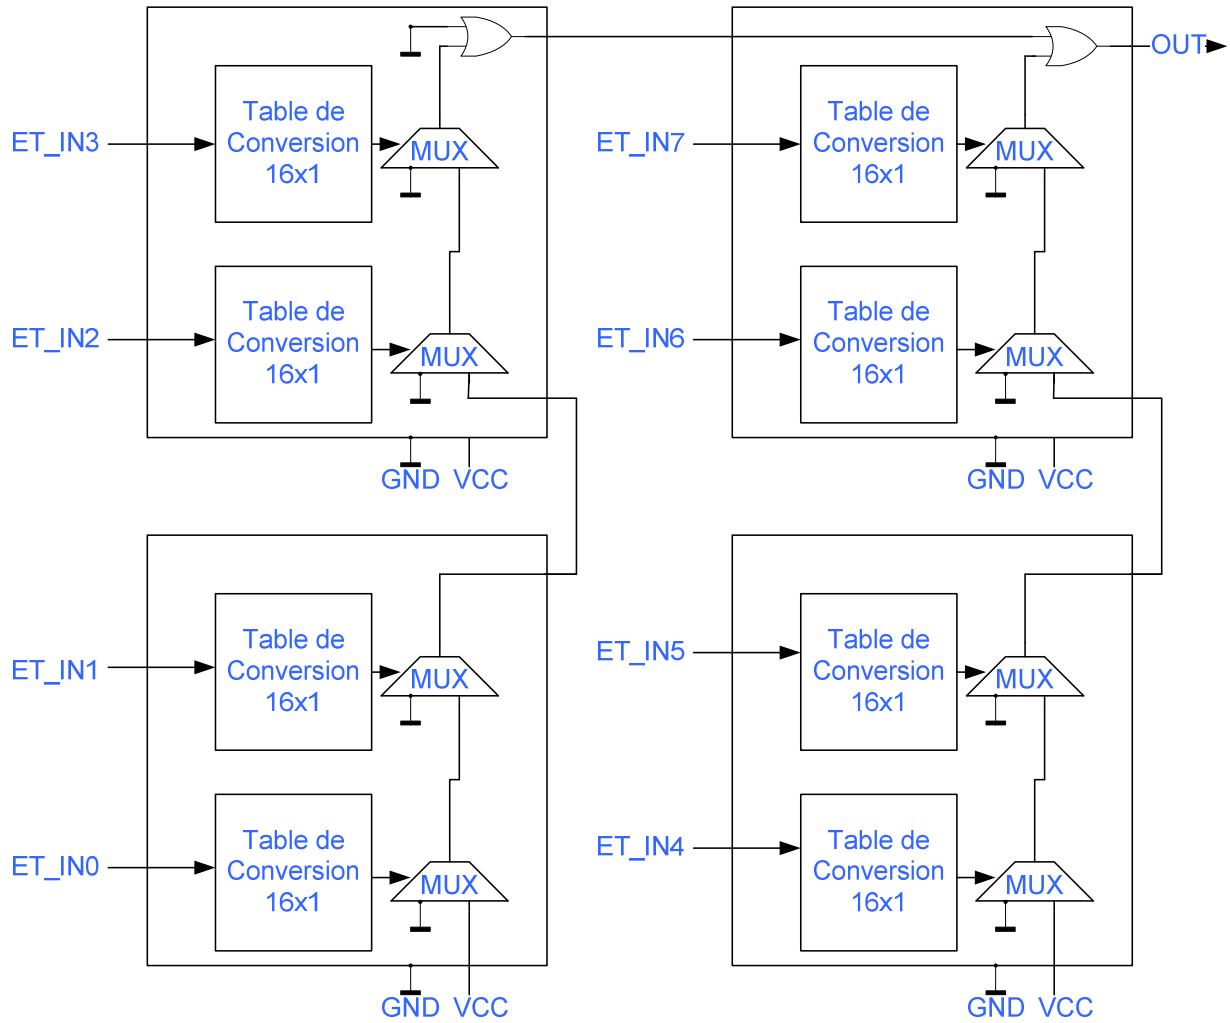 OUT
ET_IN3
Table de
Conversion
16x1
MUX
ET_IN7
Table de
Conversion
16x1
MUX
ET_IN2
Table de
Conversion
16x1
MUX
ET_IN6
Table de
Conversion
16x1
MUX
GND VCC
GND VCC
ET_IN1
Table de
Conversion
16x1
MUX
ET_IN5
Table de
Conversion
16x1
MUX
ET_IN0
Table de
Conversion
16x1
MUX
ET_IN4
Table de
Conversion
16x1
MUX
GND VCC
GND VCC